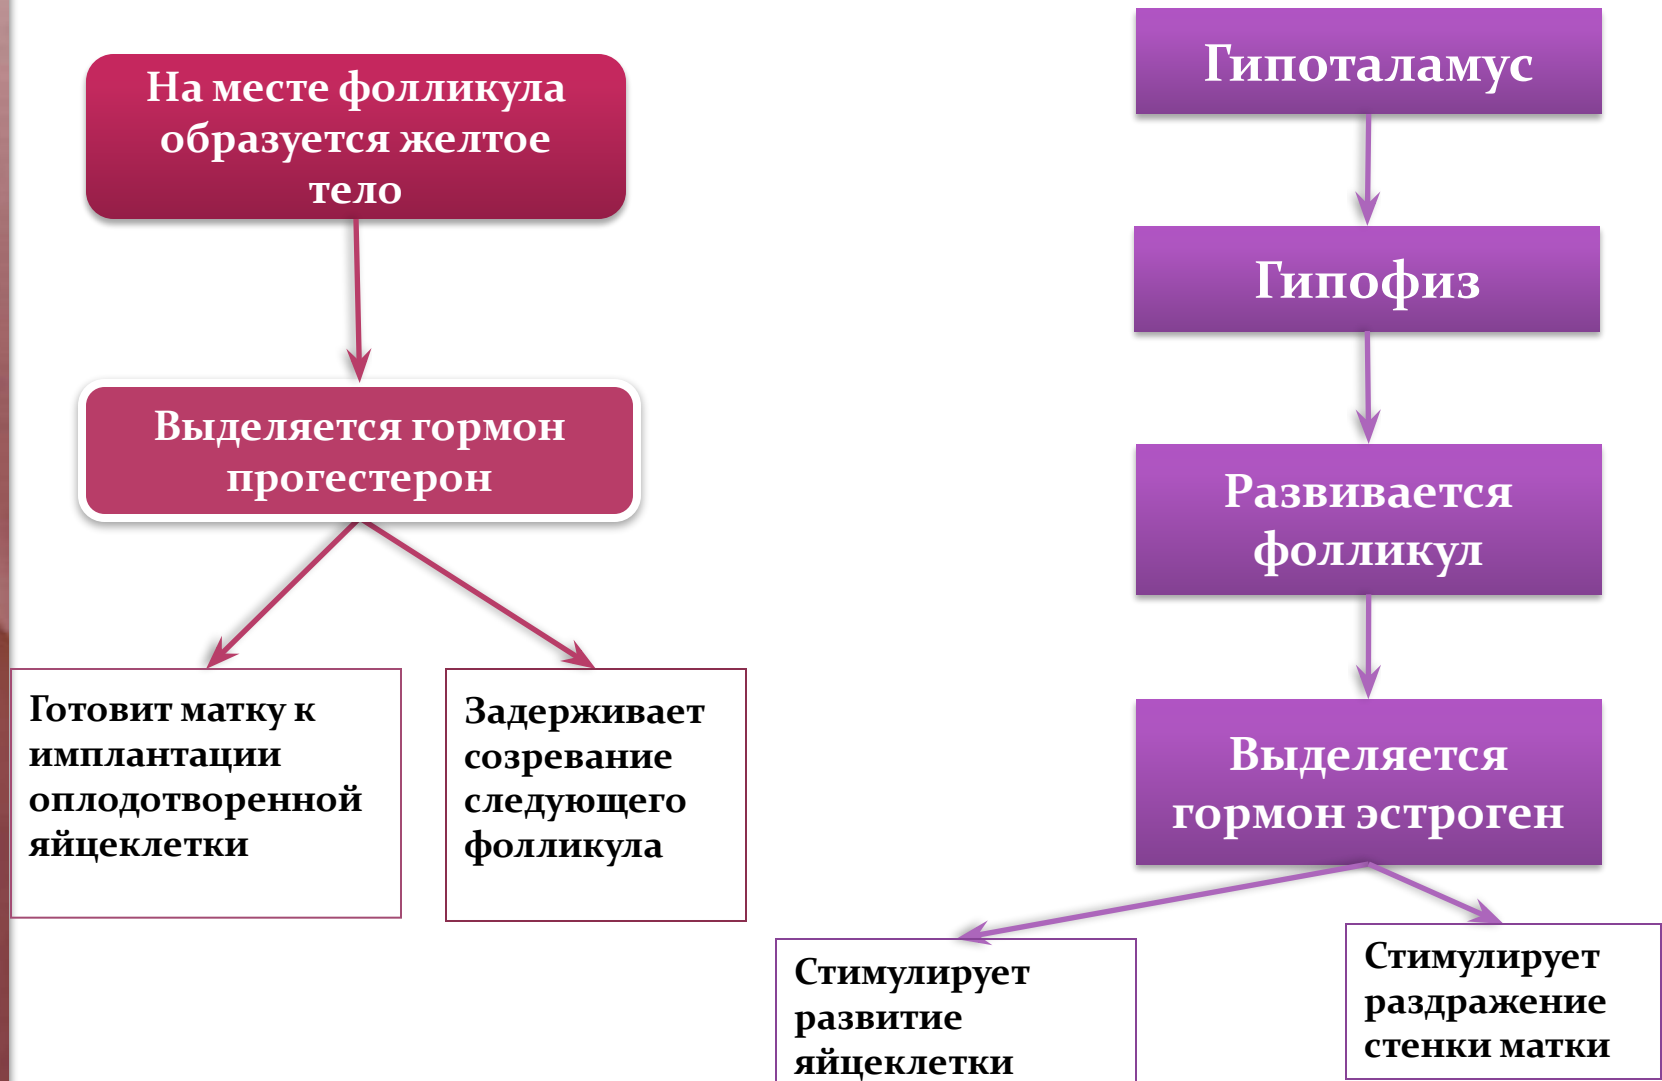 На месте фолликула
образуется желтое
тело
Выделяется гормон
прогестерон
Готовит матку к
имплантации
оплодотворенной
яйцеклетки
Задерживает
созревание
следующего
фолликула
Гипоталамус
Гипофиз
Развивается
фолликул
Выделяется
гормон эстроген
Стимулирует
развитие
яйцеклетки
Стимулирует
раздражение
стенки матки